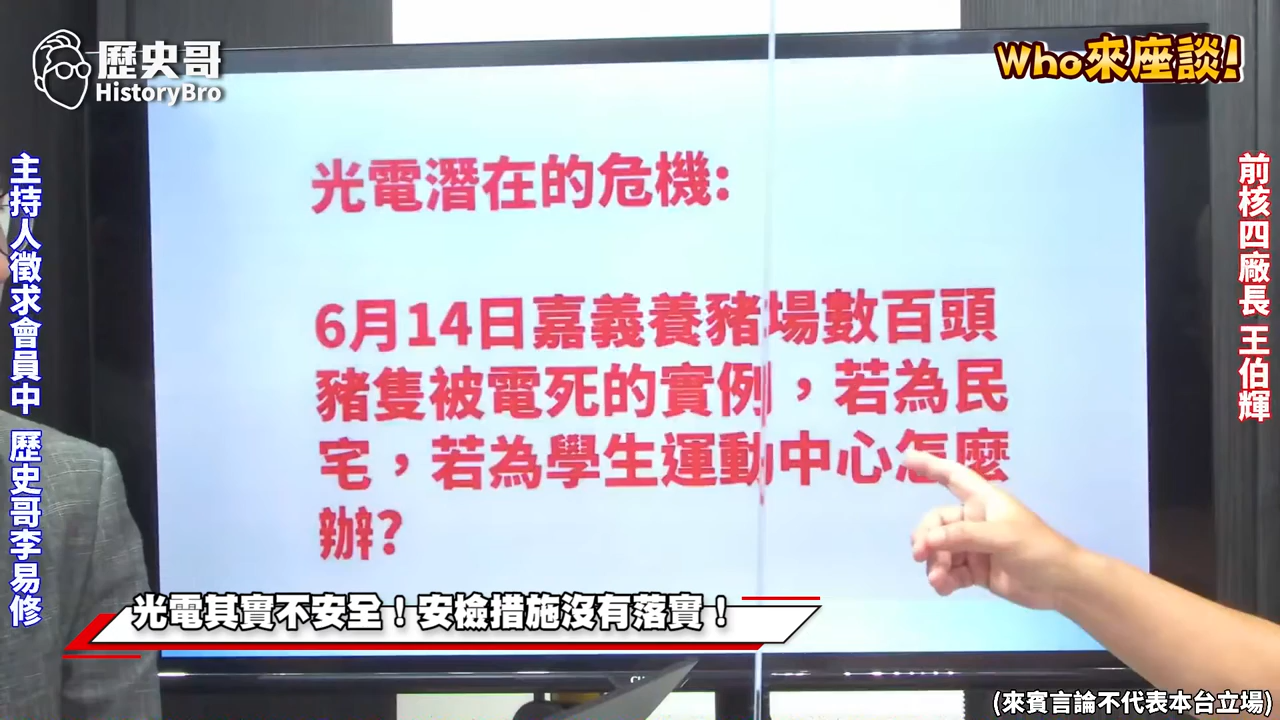 歷史哥
HistoryBro
Who來座談!
主持人徵求會員中 歷史哥李易修
前核四廠長 王伯輝
光電潛在的危機:
6月14日嘉義養豬場數百頭
豬隻被電死的實例，若為民
宅，若為學生運動中心怎麼
辦?
光電其實不安全！安檢措施沒有落實！
(來賓言論不代表本台立場)